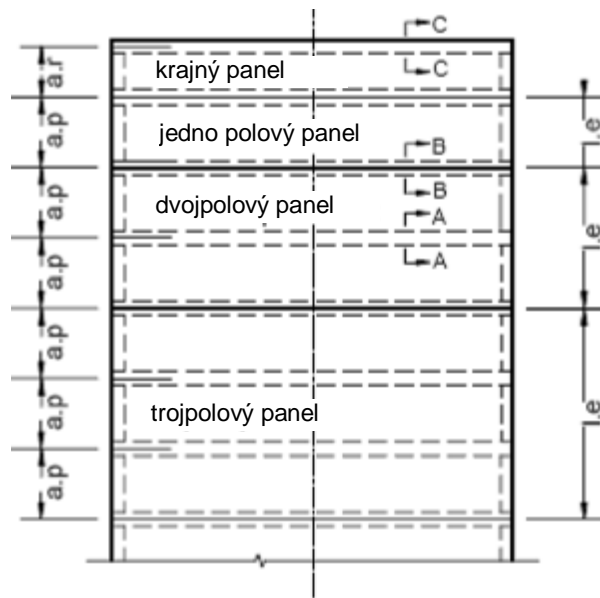 C
krajný panel
C
a.r
jedno polový panel
a.p
l.e
B
a.p
dvojpolový panel
B
A
l.e
A
a.p
a.p
trojpolový panel
a.p
l.e
a.p